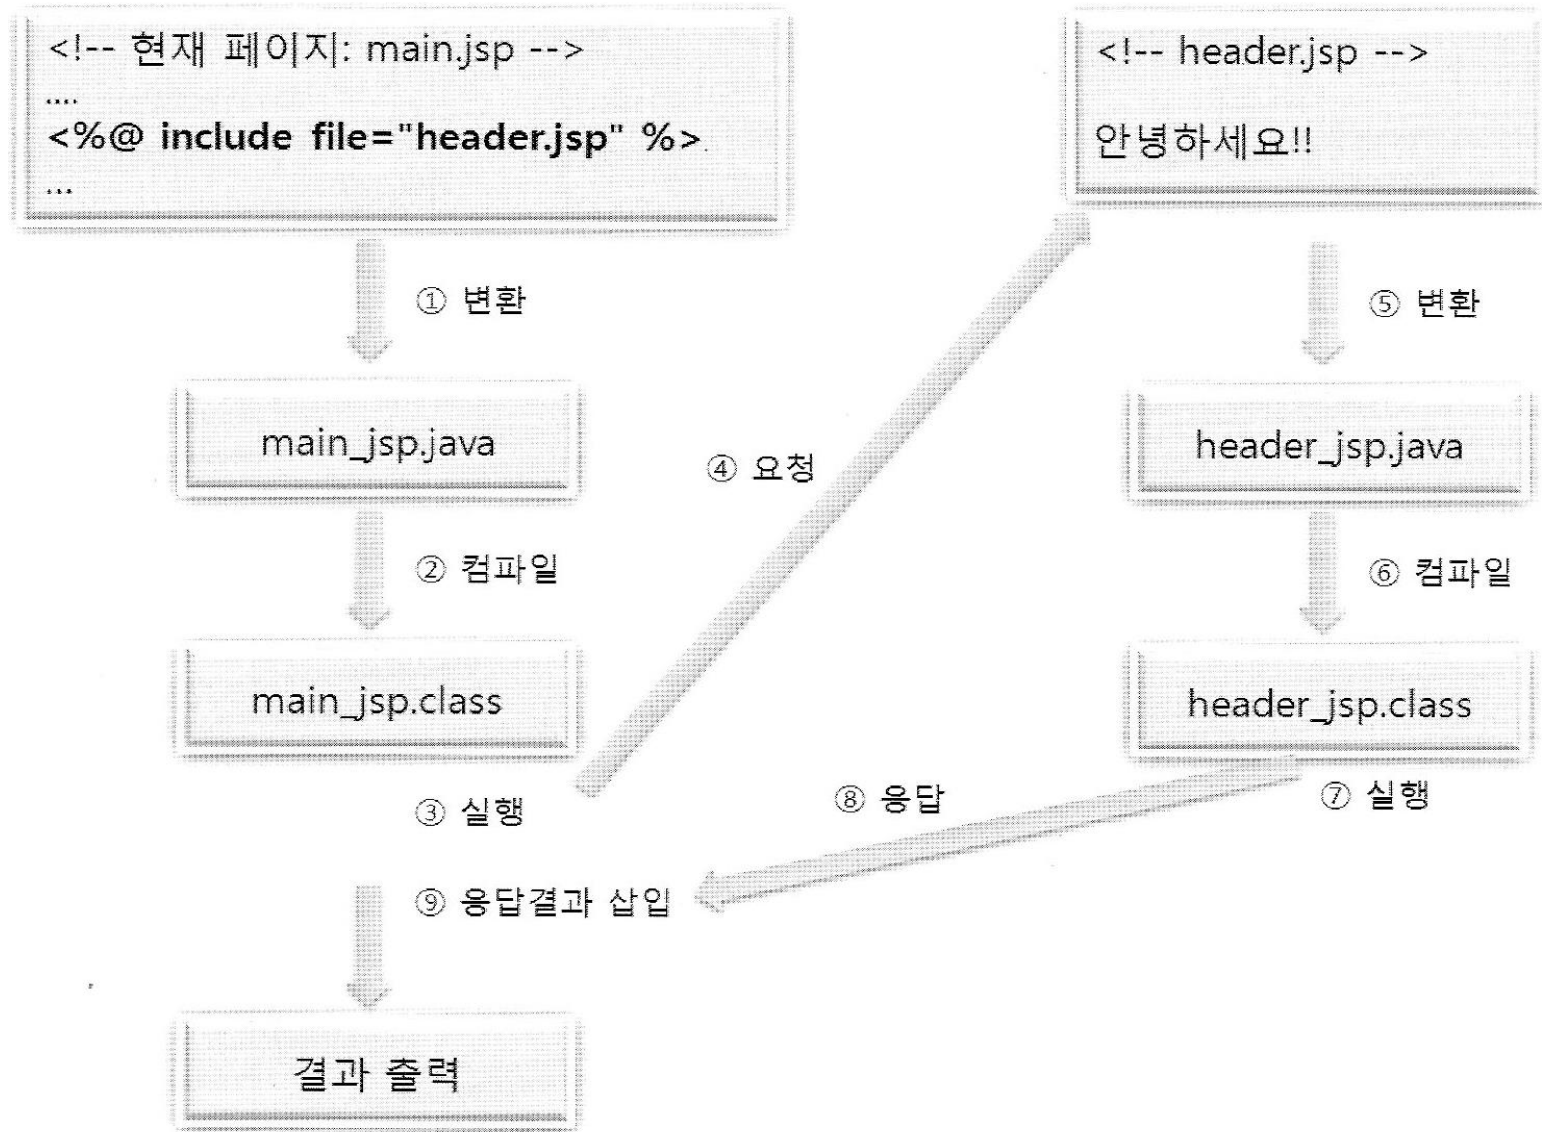 <!-- 현재 페이지: main.jsp -->
....
<%@ include file="header.jsp" %>
...
① 변환
main_jsp.java
② 컴파일
main_jsp.class
③ 실행
④ 요청
<!-- header.jsp -->
안녕하세요!!
⑤ 변환
header_jsp.java
⑥ 컴파일
header_jsp.class
⑦ 실행
⑧ 응답
⑨ 응답결과 삽입
결과 출력